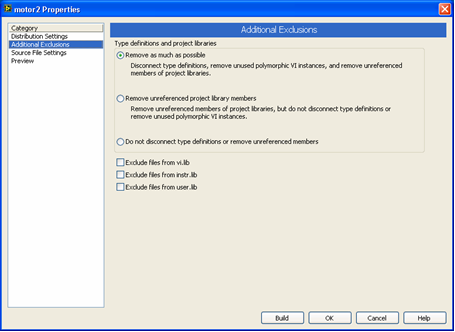 motor2 Properties
Category
Distribution Settings
Additional Exclusions
Source File Settings
Preview
Additional Exclusions
Type definitions and project libraries
Remove as much as possible
Disconnect type definitions, remove unused polymorphic VI instances, and remove unreferenced
members of project libraries.
Remove unreferenced project library members
Remove unreferenced members of project libraries, but do not disconnect type definitions or
remove unused polymorphic VI instances.
Do not disconnect type definitions or remove unreferenced members
Exclude files from vi.lib
Exclude files from instr.lib
Exclude files from user.lib
Build
OK
Cancel
Help